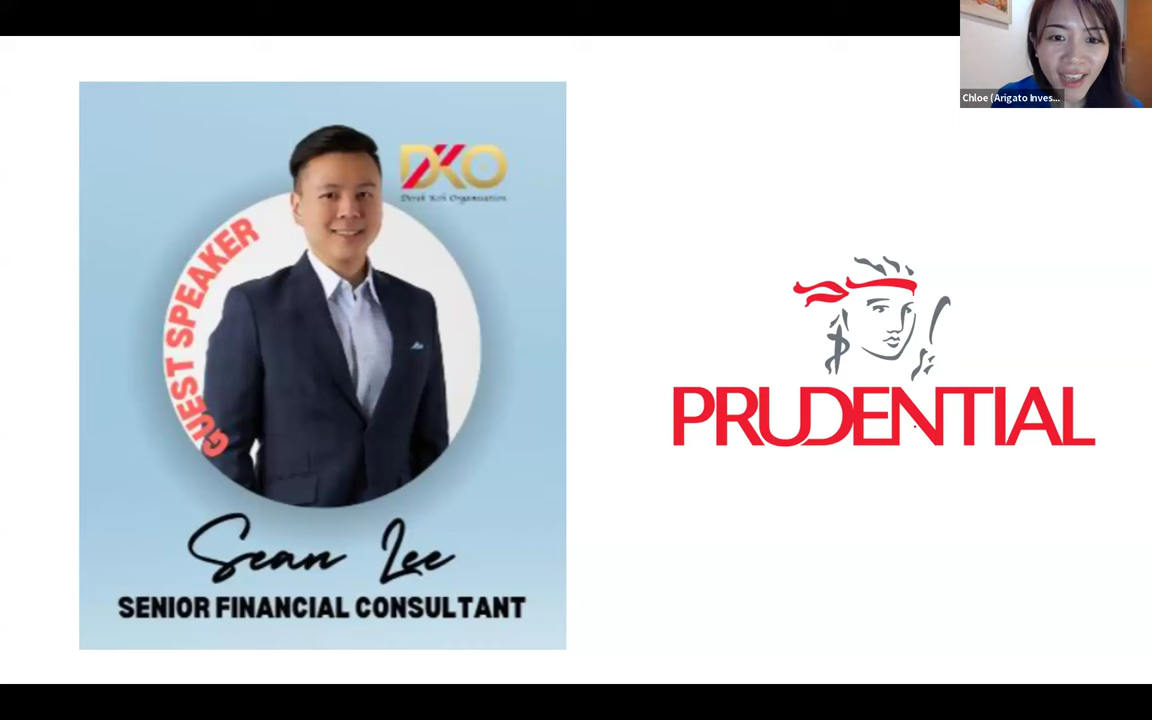 Chloe (Arigato Inves...
DKO
Derek Koh Organisation
GUEST SPEAKER
Sean Lee
SENIOR FINANCIAL CONSULTANT
PRUDENTIAL